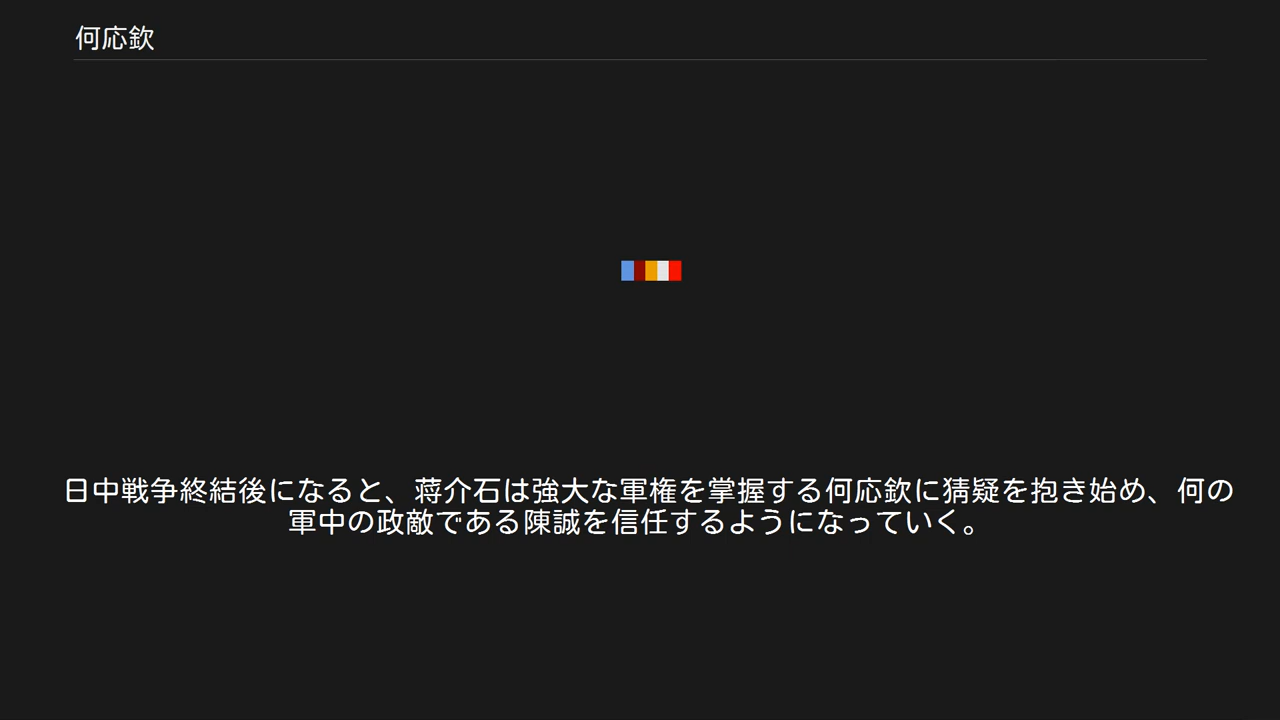 何応欽
日中戦争終結後になると、蒋介石は強大な軍権を掌握する何応欽に猜疑を抱き始め、何の
軍中の政敵である陳誠を信任するようになっていく。